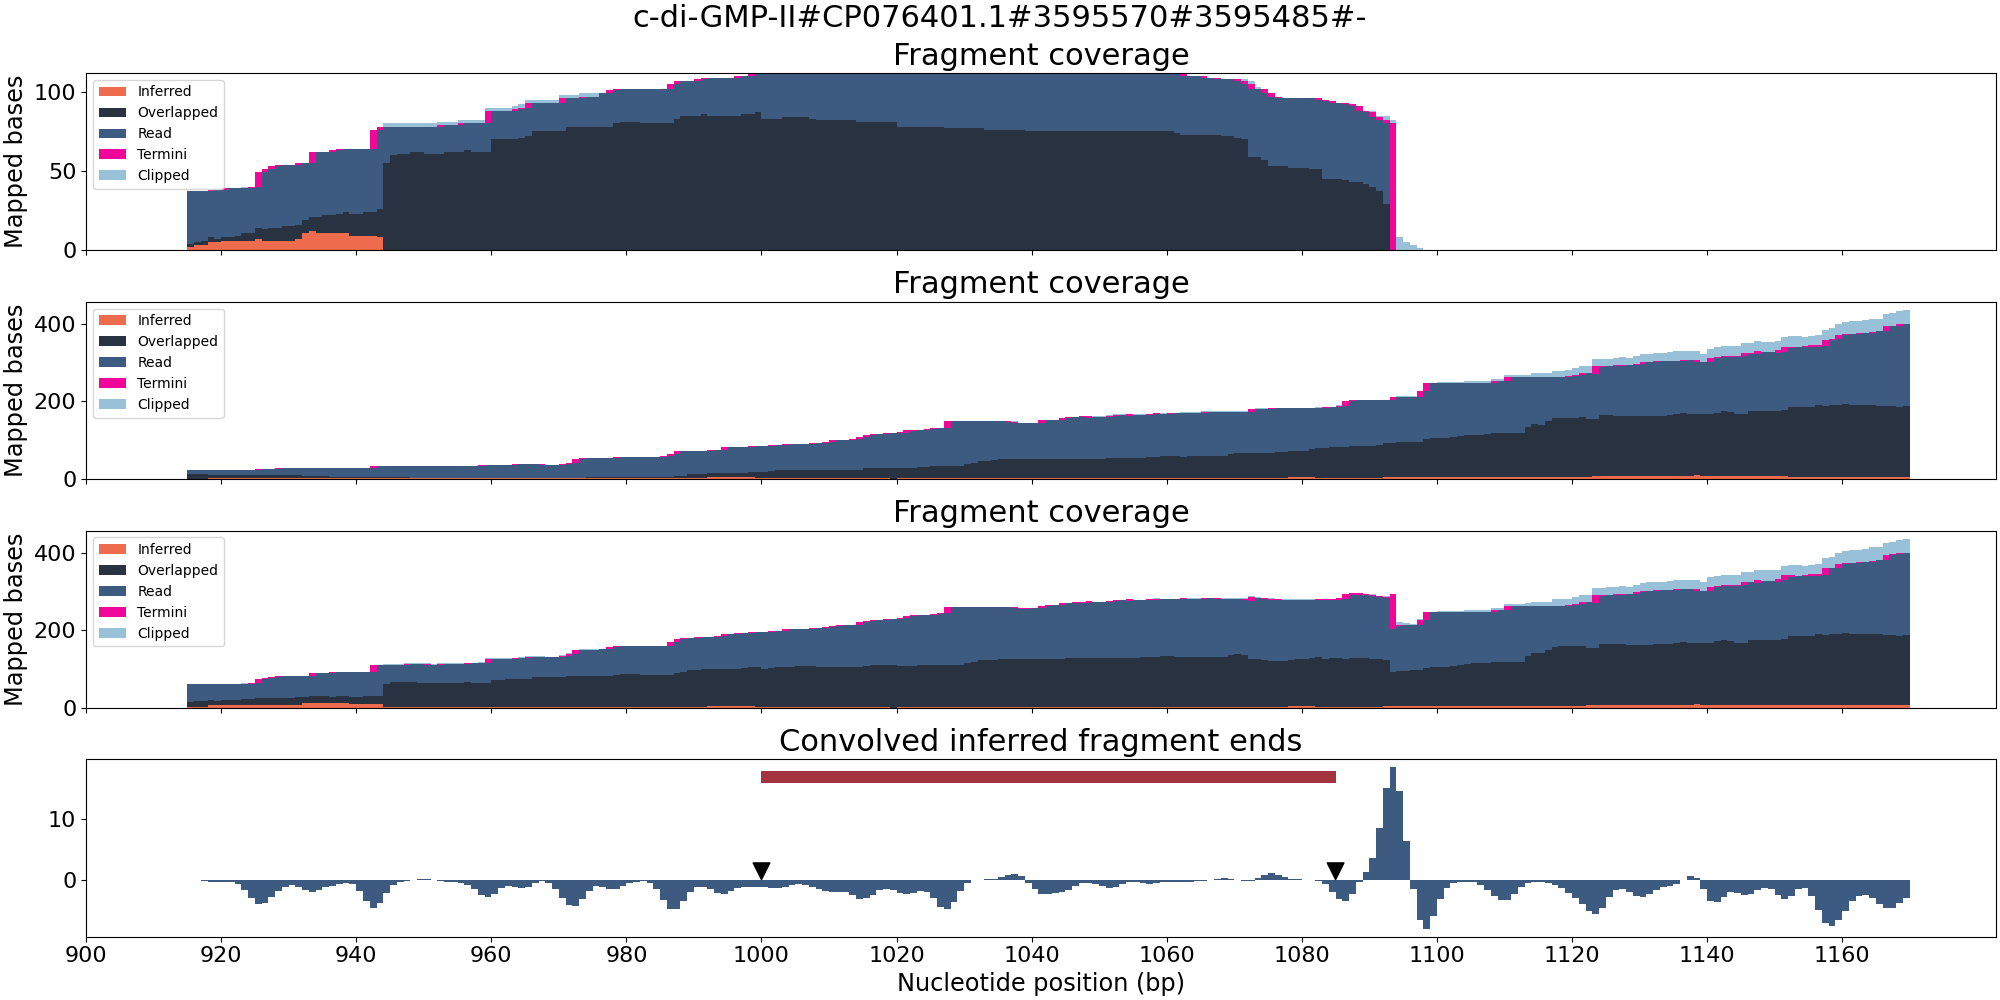 c-di-GMP-II#CP076401.1#3595570#3595485#-
Fragment coverage
Mapped bases
100
50
0
Inferred
Overlapped
Read
Termini
Clipped
Fragment coverage
Mapped bases
400
200
0
Inferred
Overlapped
Read
Termini
Clipped
Fragment coverage
Mapped bases
400
200
0
Inferred
Overlapped
Read
Termini
Clipped
Convolved inferred fragment ends
10
0
900 920 940 960 980 1000 1020 1040 1060 1080 1100 1120 1140 1160
Nucleotide position (bp)